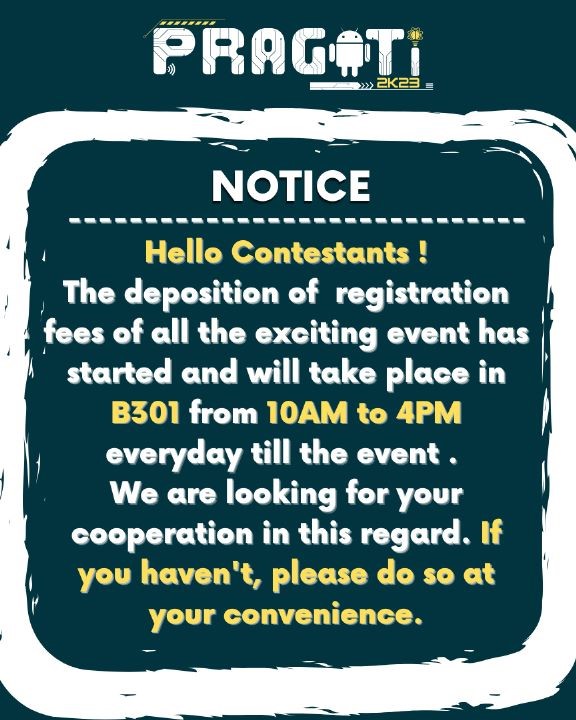 PRAGATi
2K23
NOTICE
Hello Contestants !
The deposition of registration
fees of all the exciting event has
started and will take place in
B301 from 10AM to 4PM
everyday till the event .
We are looking for your
cooperation in this regard. If
you haven't, please do so at
your convenience.